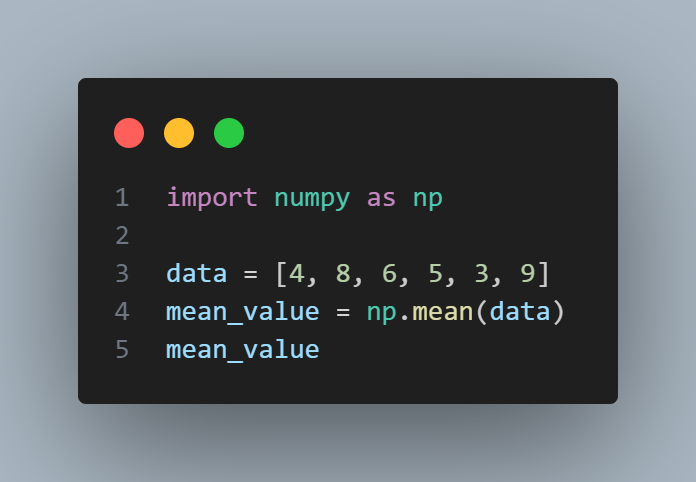 1 import numpy as np
2
3 data = [4, 8, 6, 5, 3, 9]
4 mean_value = np.mean(data)
5 mean_value